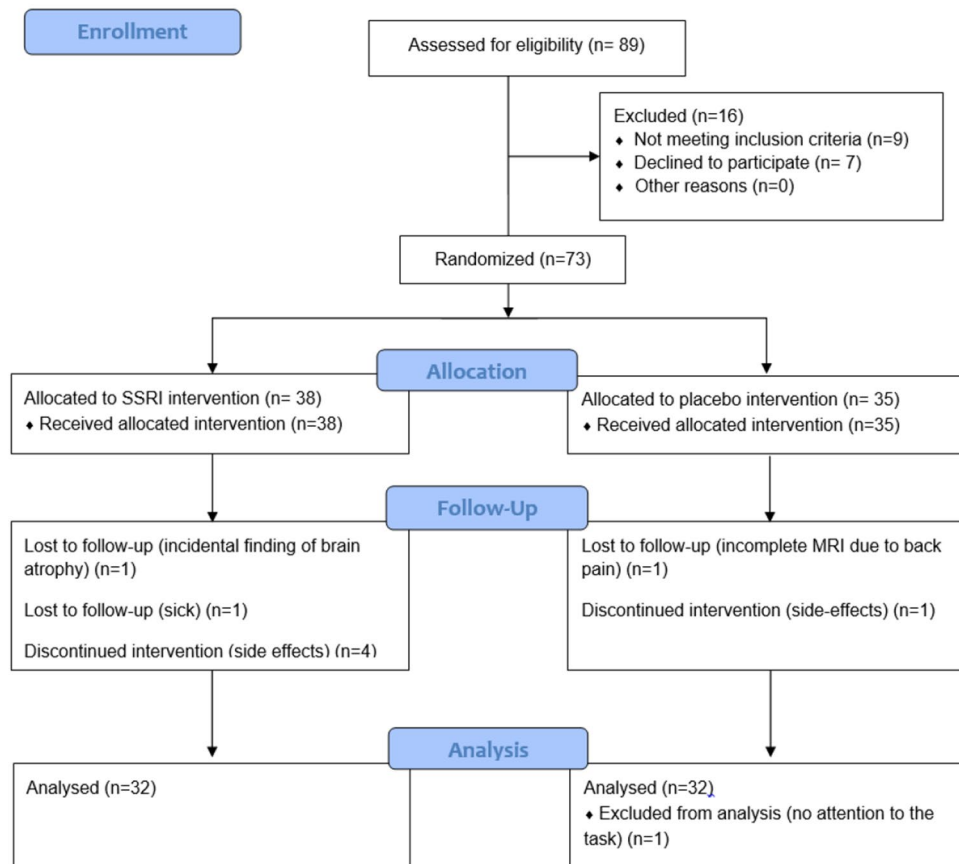 Enrollment
Assessed for eligibility (n= 89)
Excluded (n=16)
♦ Not meeting inclusion criteria (n=9)
♦ Declined to participate (n= 7)
♦ Other reasons (n=0)
Randomized (n=73)
Allocation
Allocated to SSRI intervention (n= 38)
♦ Received allocated intervention (n=38)
Allocated to placebo intervention (n= 35)
♦ Received allocated intervention (n=35)
Follow-Up
Lost to follow-up (incidental finding of brain
atrophy) (n=1)
Lost to follow-up (sick) (n=1)
Discontinued intervention (side effects) (n=4)
Lost to follow-up (incomplete MRI due to back
pain) (n=1)
Discontinued intervention (side-effects) (n=1)
Analysis
Analysed (n=32)
Analysed (n=32)
♦ Excluded from analysis (no attention to the
task) (n=1)